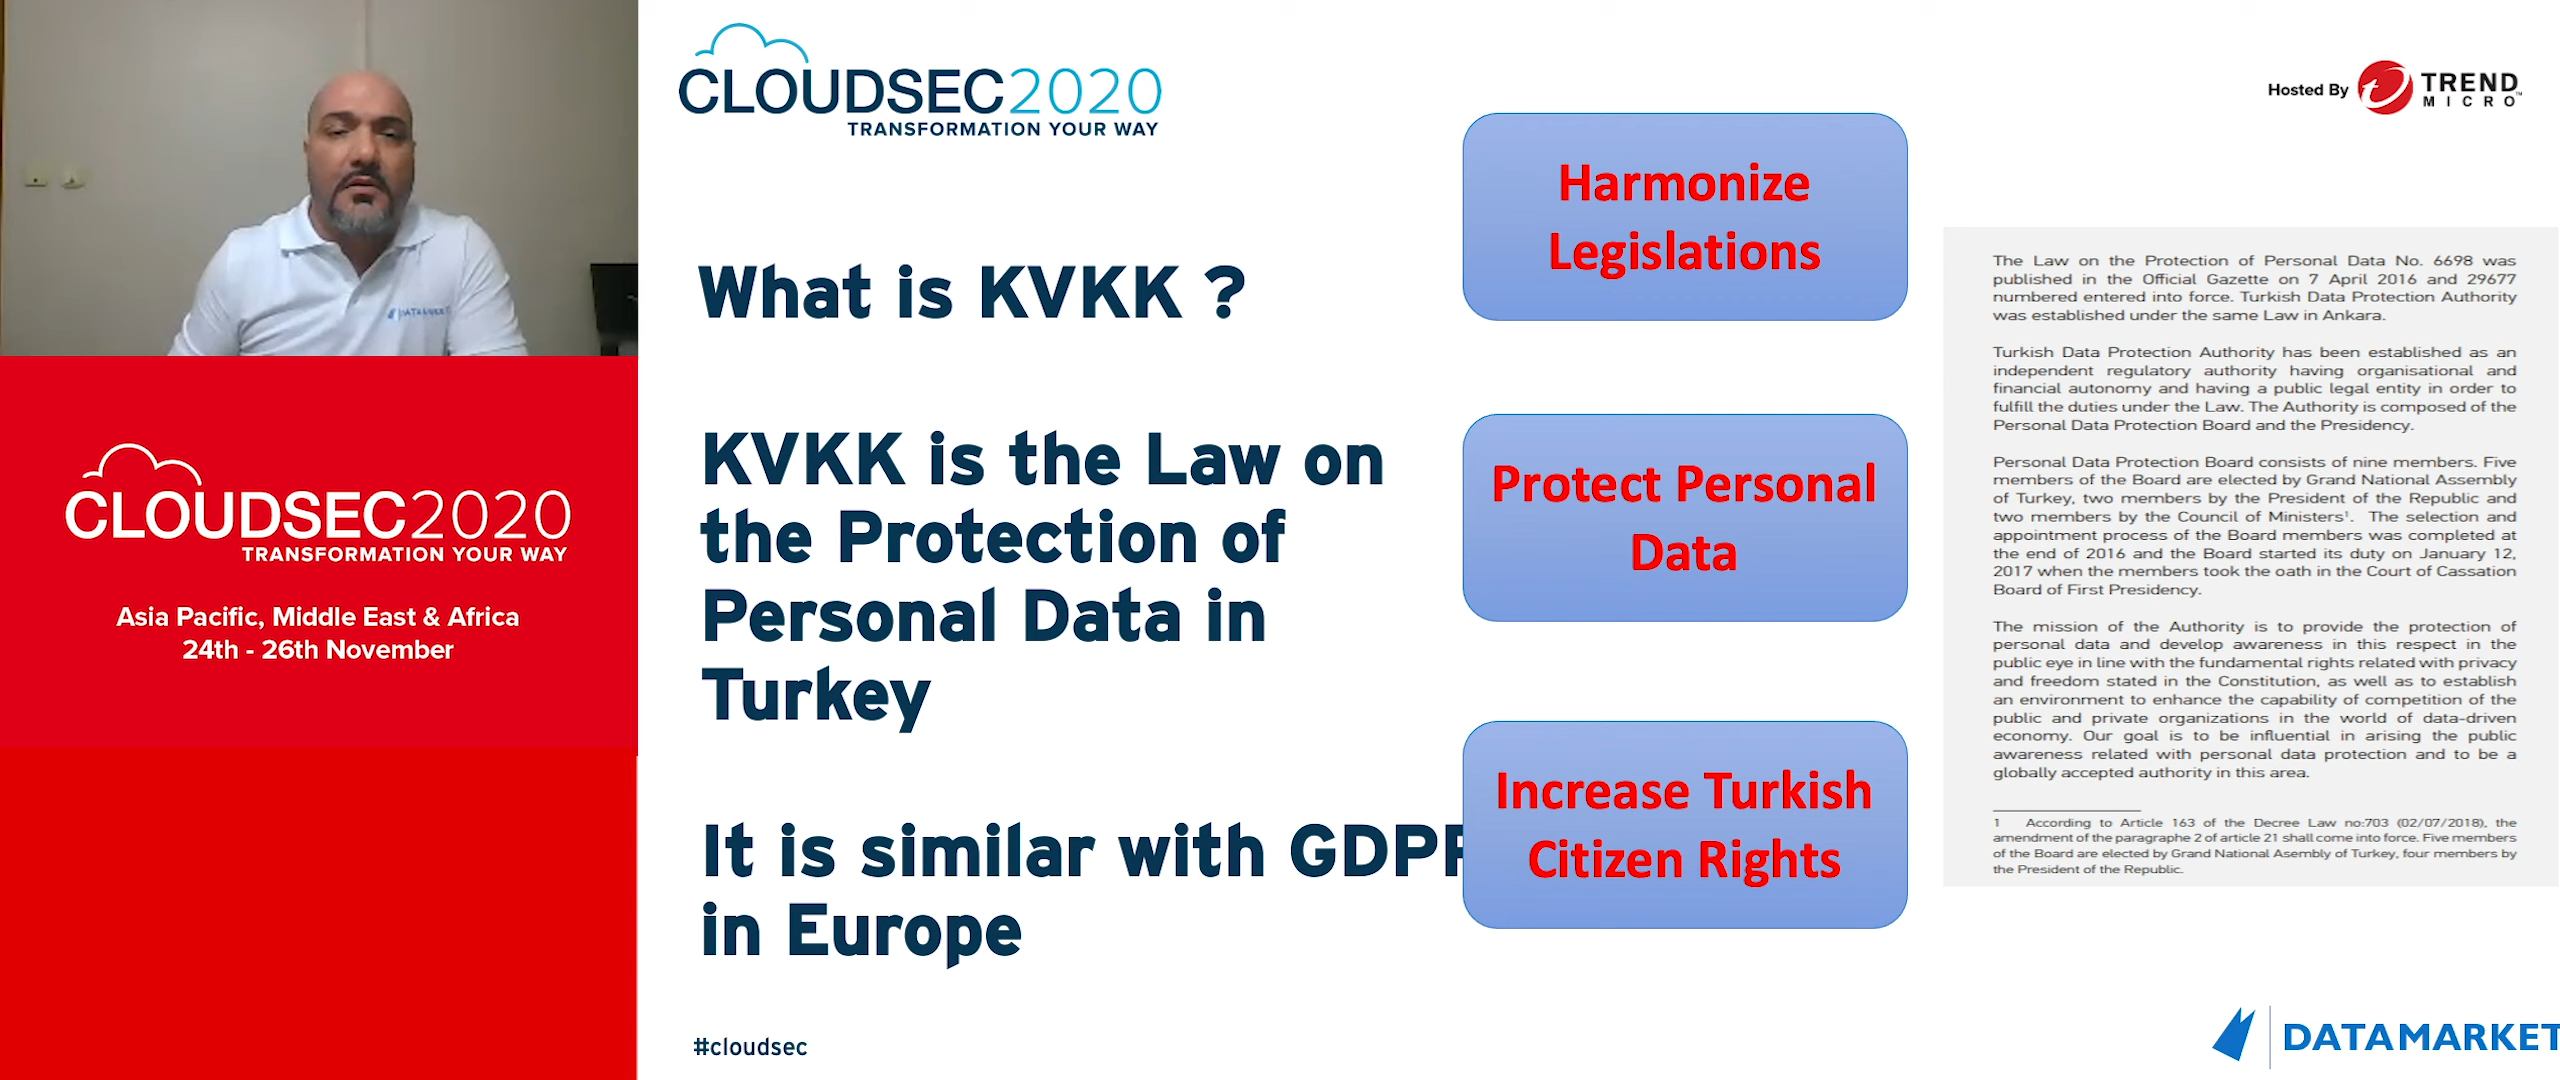 DATAMARKET
CLOUDSEC2020
TRANSFORMATION YOUR WAY
Asia Pacific, Middle East & Africa
24th - 26th November
CLOUDSEC2020
TRANSFORMATION YOUR WAY
Hosted By TREND MICRO™
What is KVKK ?
KVKK is the Law on
the Protection of
Personal Data in
Turkey
It is similar with GDPR
in Europe
#cloudsec
Harmonize
Legislations
Protect Personal
Data
Increase Turkish
Citizen Rights
The Law on the Protection of Personal Data No. 6698 was
published in the Official Gazette on 7 April 2016 and 29677
numbered entered into force. Turkish Data Protection Authority
was established under the same Law in Ankara.
Turkish Data Protection Authority has been established as an
independent regulatory authority having organisational and
financial autonomy and having a public legal entity in order to
fulfill the duties under the Law. The Authority is composed of the
Personal Data Protection Board and the Presidency.
Personal Data Protection Board consists of nine members. Five
members of the Board are elected by Grand National Assembly
of Turkey, two members by the President of the Republic and
two members by the Council of Ministers¹. The selection and
appointment process of the Board members was completed at
the end of 2016 and the Board started its duty on January 12,
2017 when the members took the oath in the Court of Cassation
Board of First Presidency.
The mission of the Authority is to provide the protection of
personal data and develop awareness in this respect in the
public eye in line with the fundamental rights related with privacy
and freedom stated in the Constitution, as well as to establish
an environment to enhance the capability of competition of the
public and private organizations in the world of data-driven
economy. Our goal is to be influential in arising the public
awareness related with personal data protection and to be a
globally accepted authority in this area.
1 According to Article 163 of the Decree Law no:703 (02/07/2018), the
amendment of the paragraphe 2 of article 21 shall come into force. Five members
of the Board are elected by Grand National Asembly of Turkey, four members by
the President of the Republic.
DATAMARKET